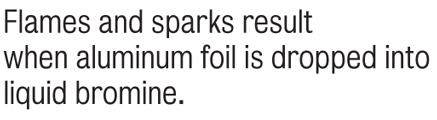 Flames and sparks result
when aluminum foil is dropped into
liquid bromine.